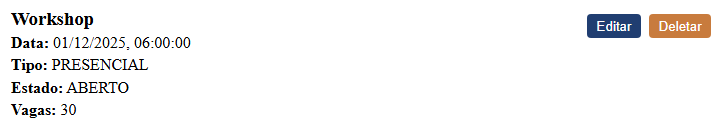 Workshop
Editar Deletar
Data: 01/12/2025, 06:00:00
Tipo: PRESENCIAL
Estado: ABERTO
Vagas: 30